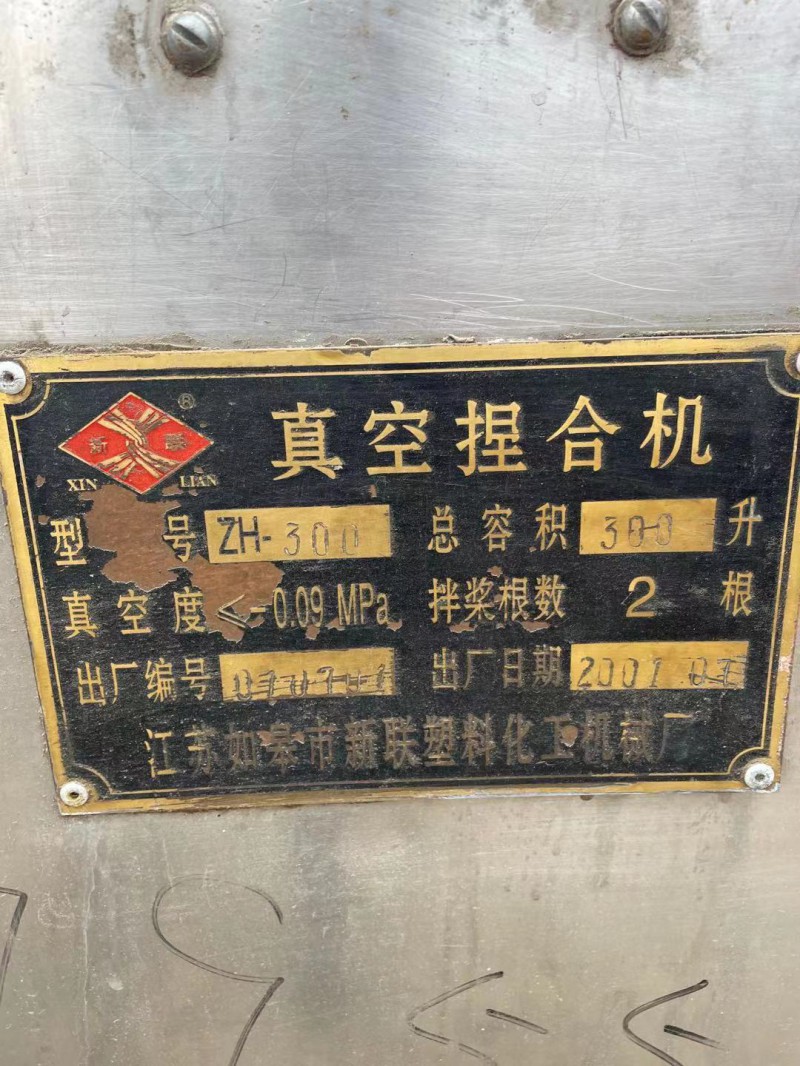 新联
®
XIN LIAN
真空捏合机
型号 ZH-300 总容积 300 升
真空度 ≤-0.09 MPa 拌桨根数 2 根
出厂编号 出厂日期
江苏如皋市新联塑料化工机械厂